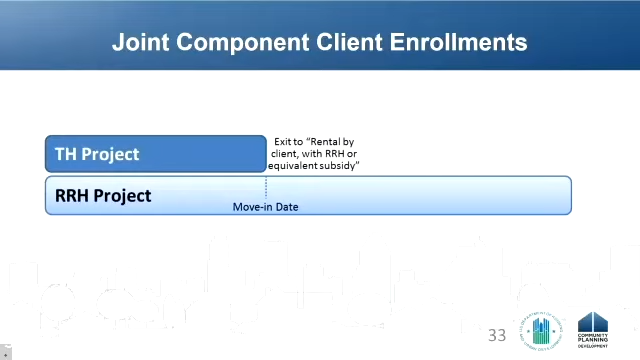 Joint Component Client Enrollments
TH Project
Exit to “Rental by
client, with RRH or
equivalent subsidy”
RRH Project
Move-in Date
33
COMMUNITY
PLANNING
DEVELOPMENT